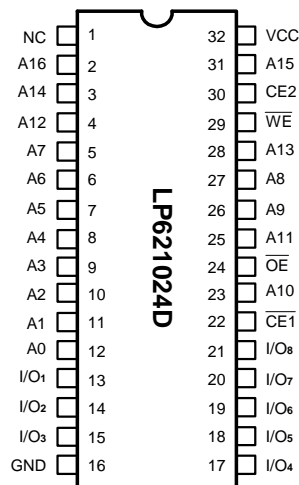 NC 1 32 VCC
A16 2 31 A15
A14 3 30 CE2
A12 4 29 W̅E̅
A7 5 28 A13
A6 6 27 A8
A5 7 26 A9
A4 8 25 A11
A3 9 24 O̅E̅
A2 10 23 A10
A1 11 22 C̅E̅1̅
A0 12 21 I/O₈
I/O₁ 13 20 I/O₇
I/O₂ 14 19 I/O₆
I/O₃ 15 18 I/O₅
GND 16 17 I/O₄
LP621024D